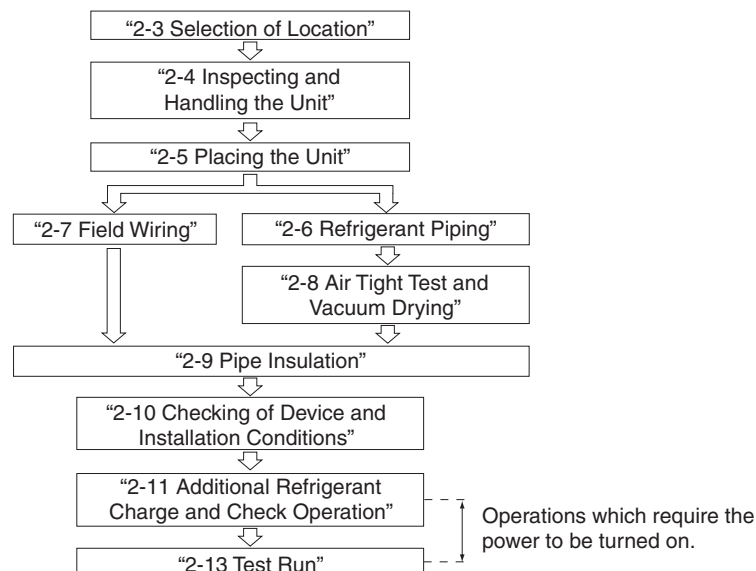 “2-3 Selection of Location”
“2-4 Inspecting and
Handling the Unit”
“2-5 Placing the Unit”
“2-7 Field Wiring”
“2-6 Refrigerant Piping”
“2-8 Air Tight Test and
Vacuum Drying”
“2-9 Pipe Insulation”
“2-10 Checking of Device and
Installation Conditions”
“2-11 Additional Refrigerant
Charge and Check Operation”
Operations which require the
power to be turned on.
“2-13 Test Run”